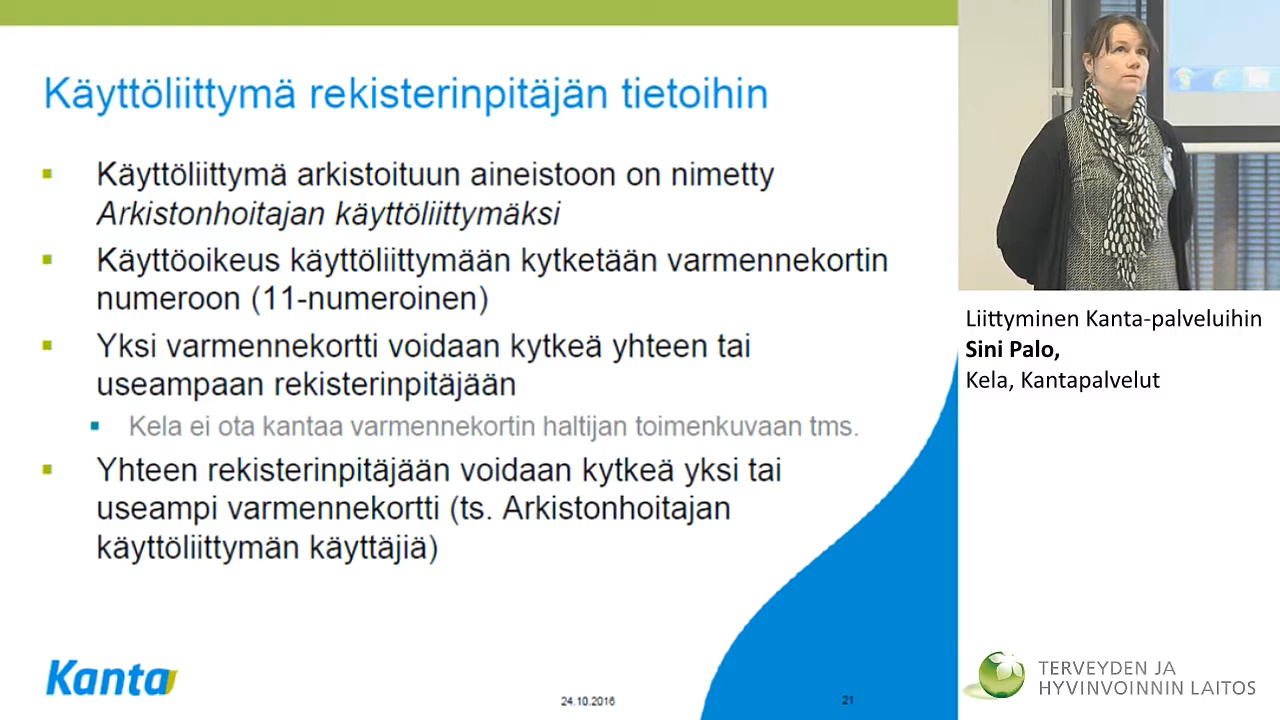 Käyttöliittymä rekisterinpitäjän tietoihin
Käyttöliittymä arkistoituun aineistoon on nimetty
Arkistonhoitajan käyttöliittymäksi
Käyttöoikeus käyttöliittymään kytketään varmennekortin
numeroon (11-numeroinen)
Yksi varmennekortti voidaan kytkeä yhteen tai
useampaan rekisterinpitäjään
Kela ei ota kantaa varmennekortin haltijan toimenkuvaan tms.
Yhteen rekisterinpitäjään voidaan kytkeä yksi tai
useampi varmennekortti (ts. Arkistonhoitajan
käyttöliittymän käyttäjiä)
Kanta
24.10.2016
21
Liittyminen Kanta-palveluihin
Sini Palo,
Kela, Kantapalvelut
TERVEYDEN JA
HYVINVOINNIN LAITOS